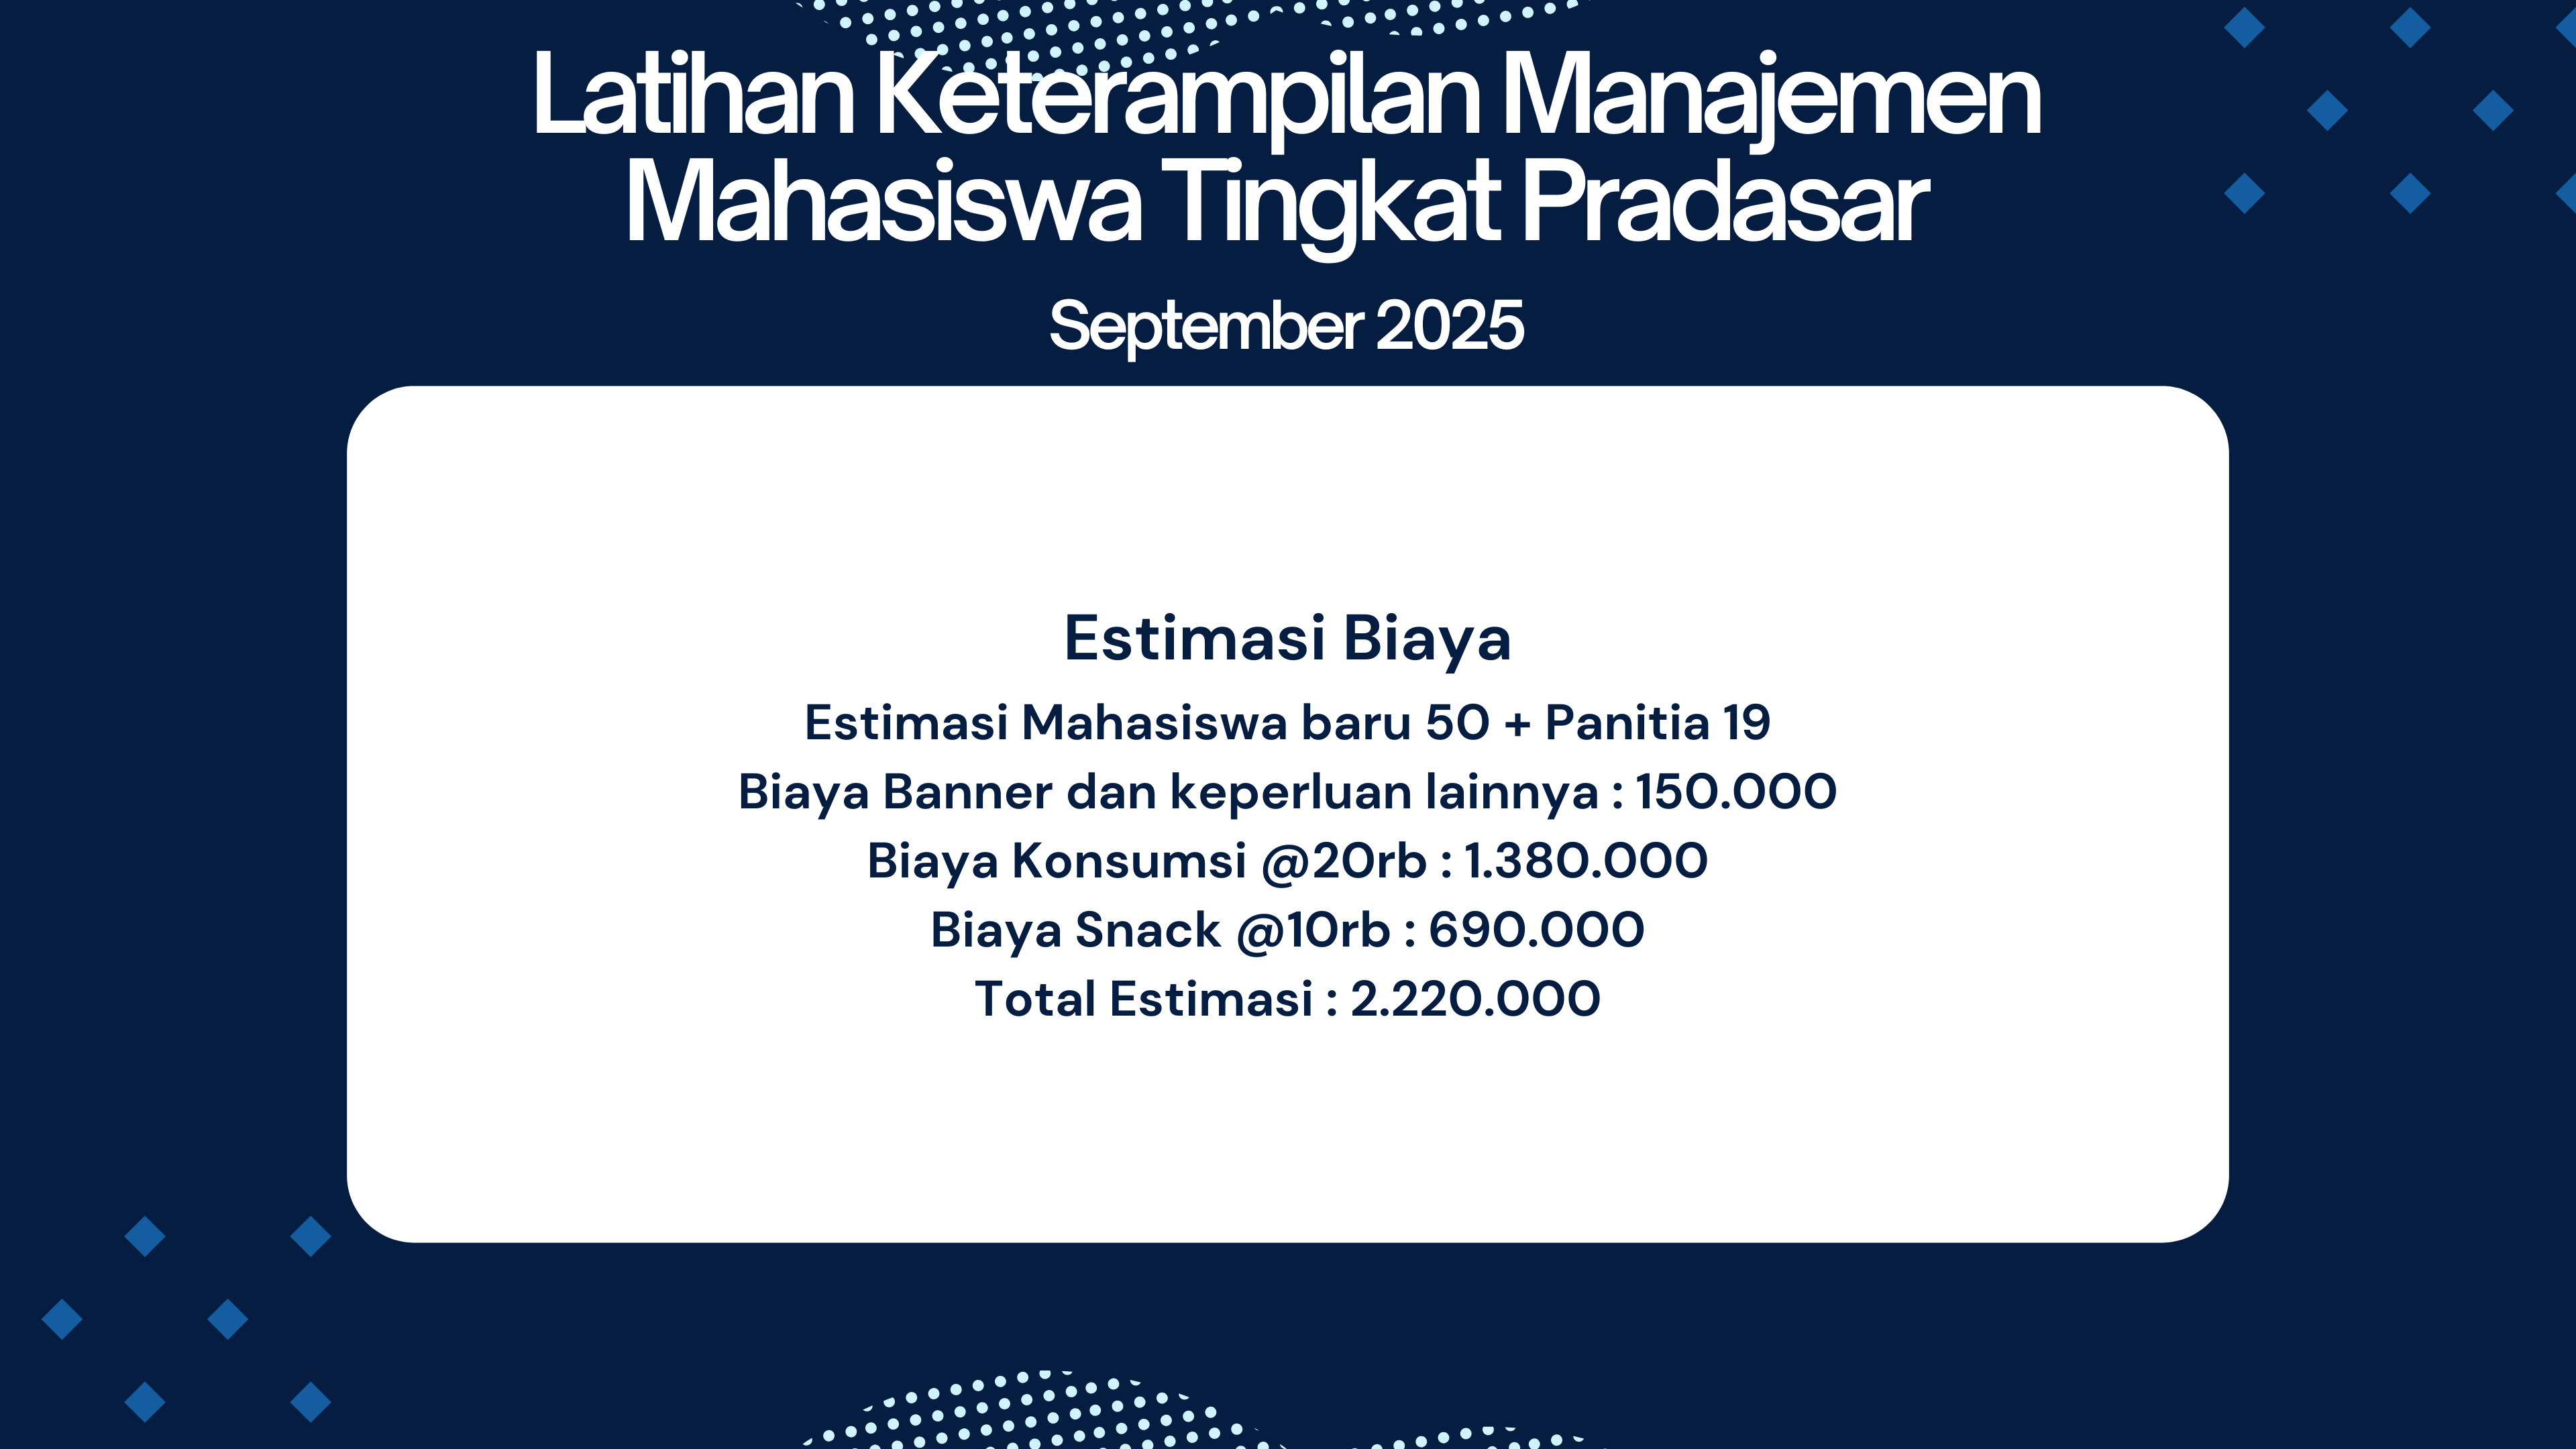 Latihan Keterampilan Manajemen
Mahasiswa Tingkat Pradasar
September 2025
Estimasi Biaya
Estimasi Mahasiswa baru 50 + Panitia 19
Biaya Banner dan keperluan lainnya : 150.000
Biaya Konsumsi @20rb : 1.380.000
Biaya Snack @10rb : 690.000
Total Estimasi : 2.220.000